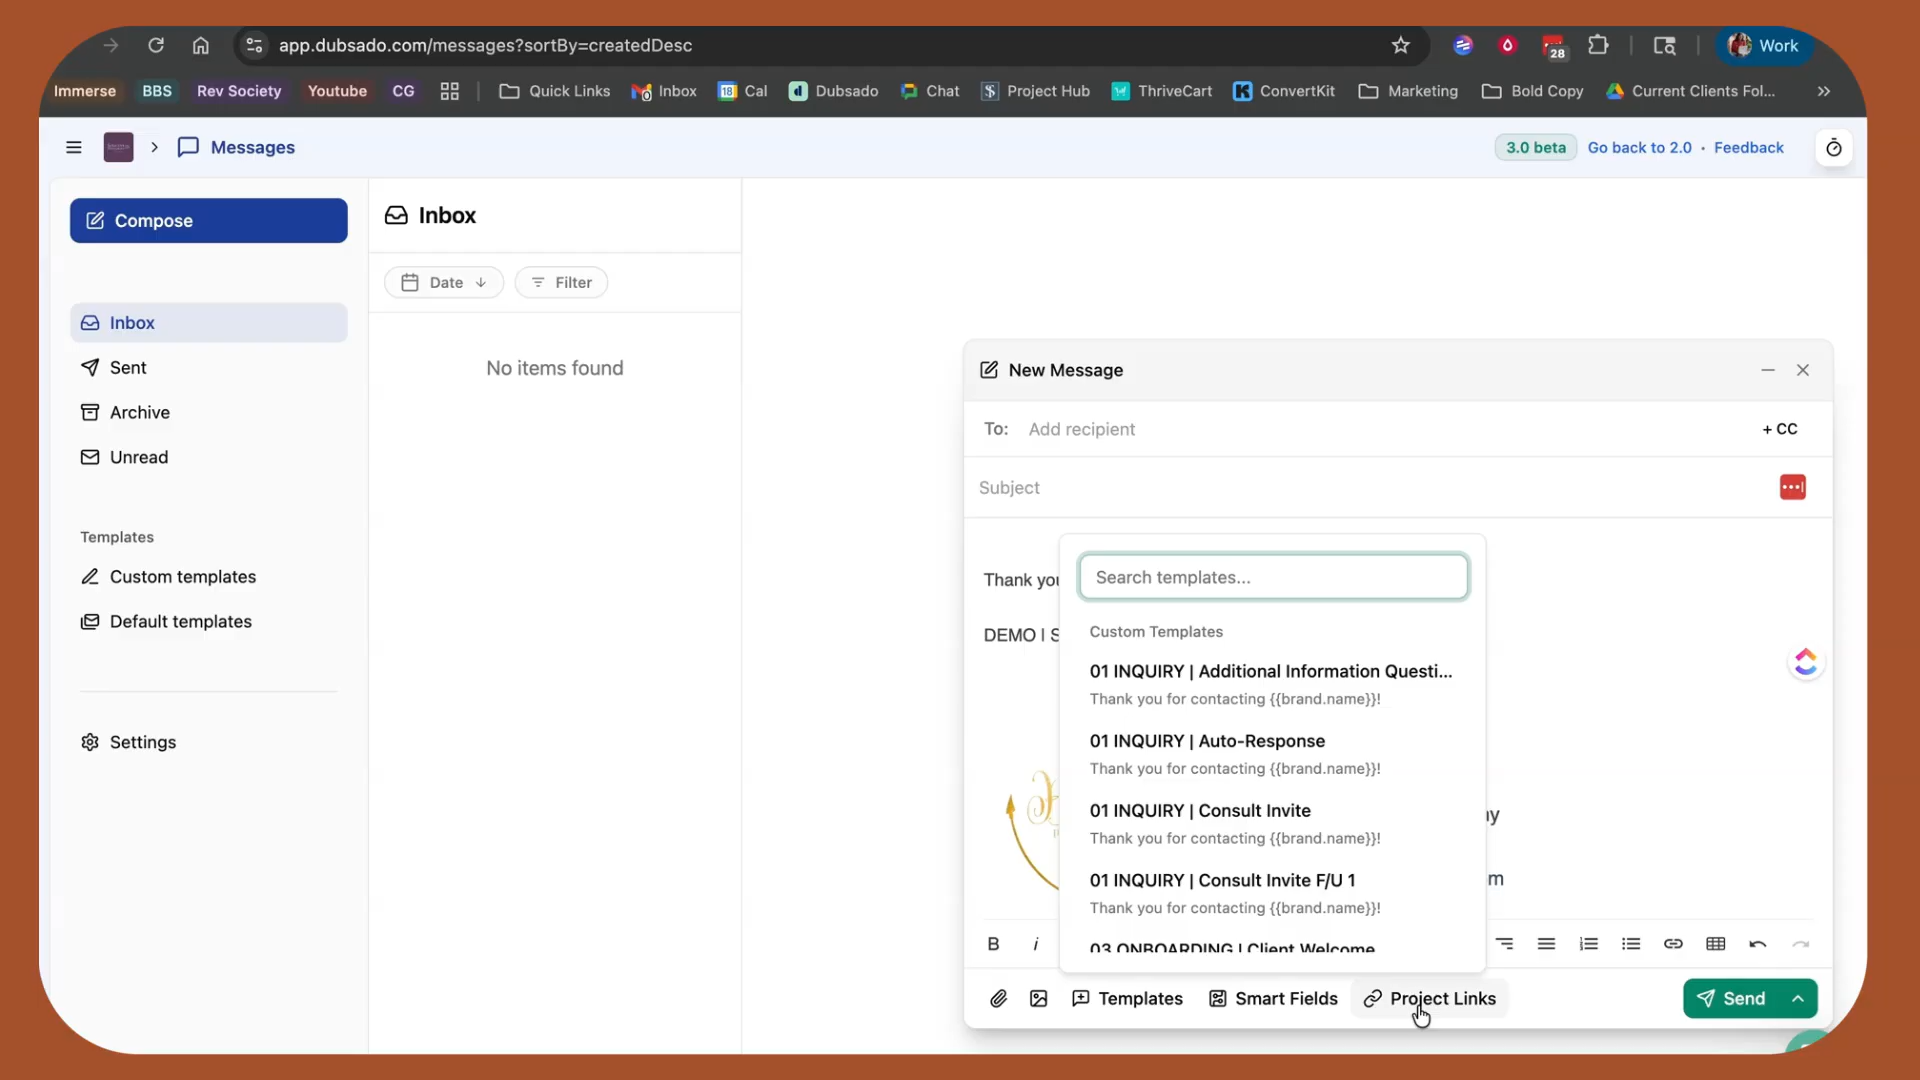 app.dubsado.com/messages?sortBy=createdDesc
28
Work
Immerse
BBS
Rev Society
Youtube
CG
Quick Links
0
Inbox
18
Cal
d
Dubsado
Chat
Project Hub
ThriveCart
K
ConvertKit
Marketing
Bold Copy
Current Clients Fol...
Messages
3.0 beta
Go back to 2.0 · Feedback
Compose
Inbox
Sent
Archive
Unread
Templates
Custom templates
Default templates
Settings
Inbox
Date
Filter
No items found
New Message
To: Add recipient
+ CC
Subject
Thank you
DEMO | S
Search templates...
Custom Templates
01 INQUIRY | Additional Information Questi...
Thank you for contacting {{brand.name}}!
01 INQUIRY | Auto-Response
Thank you for contacting {{brand.name}}!
01 INQUIRY | Consult Invite
Thank you for contacting {{brand.name}}!
01 INQUIRY | Consult Invite F/U 1
Thank you for contacting {{brand.name}}!
03 ONBOARDING | Client Welcome
B i
Templates
Smart Fields
Project Links
Send